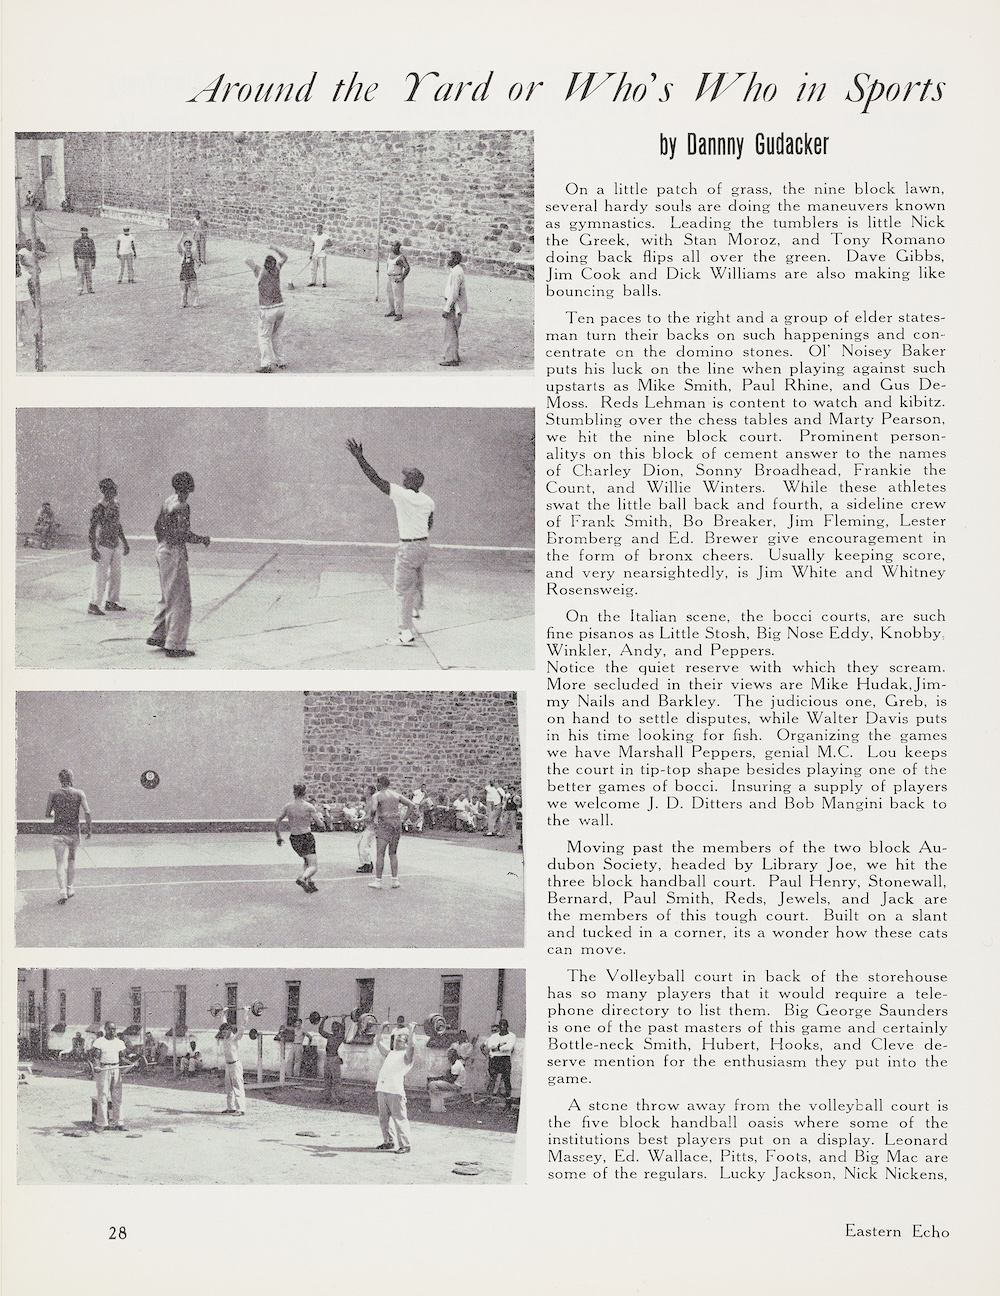 Around the Yard or Who's Who in Sports
by Dannny Gudacker
On a little patch of grass, the nine block lawn,
several hardy souls are doing the maneuvers known
as gymnastics. Leading the tumblers is little Nick
the Greek, with Stan Moroz, and Tony Romano
doing back flips all over the green. Dave Gibbs,
Jim Cook and Dick Williams are also making like
bouncing balls.
Ten paces to the right and a group of elder states-
man turn their backs on such happenings and con-
centrate on the domino stones. Ol' Noisey Baker
puts his luck on the line when playing against such
upstarts as Mike Smith, Paul Rhine, and Gus De-
Moss. Reds Lehman is content to watch and kibitz.
Stumbling over the chess tables and Marty Pearson,
we hit the nine block court. Prominent person-
alitys on this block of cement answer to the names
of Charley Dion, Sonny Broadhead, Frankie the
Count, and Willie Winters. While these athletes
swat the little ball back and fourth, a sideline crew
of Frank Smith, Bo Breaker, Jim Fleming, Lester
Bromberg and Ed. Brewer give encouragement in
the form of bronx cheers. Usually keeping score,
and very nearsightedly, is Jim White and Whitney
Rosensweig.
On the Italian scene, the bocci courts, are such
fine pisanos as Little Stosh, Big Nose Eddy, Knobby,
Winkler, Andy, and Peppers.
Notice the quiet reserve with which they scream.
More secluded in their views are Mike Hudak, Jim-
my Nails and Barkley. The judicious one, Greb, is
on hand to settle disputes, while Walter Davis puts
in his time looking for fish. Organizing the games
we have Marshall Peppers, genial M.C. Lou keeps
the court in tip-top shape besides playing one of the
better games of bocci. Insuring a supply of players
we welcome J. D. Ditters and Bob Mangini back to
the wall.
Moving past the members of the two block Au-
dubon Society, headed by Library Joe, we hit the
three block handball court. Paul Henry, Stonewall,
Bernard, Paul Smith, Reds, Jewels, and Jack are
the members of this tough court. Built on a slant
and tucked in a corner, its a wonder how these cats
can move.
The Volleyball court in back of the storehouse
has so many players that it would require a tele-
phone directory to list them. Big George Saunders
is one of the past masters of this game and certainly
Bottle-neck Smith, Hubert, Hooks, and Cleve de-
serve mention for the enthusiasm they put into the
game.
A stone throw away from the volleyball court is
the five block handball oasis where some of the
institutions best players put on a display. Leonard
Massey, Ed. Wallace, Pitts, Foots, and Big Mac are
some of the regulars. Lucky Jackson, Nick Nickens,
28
Eastern Echo